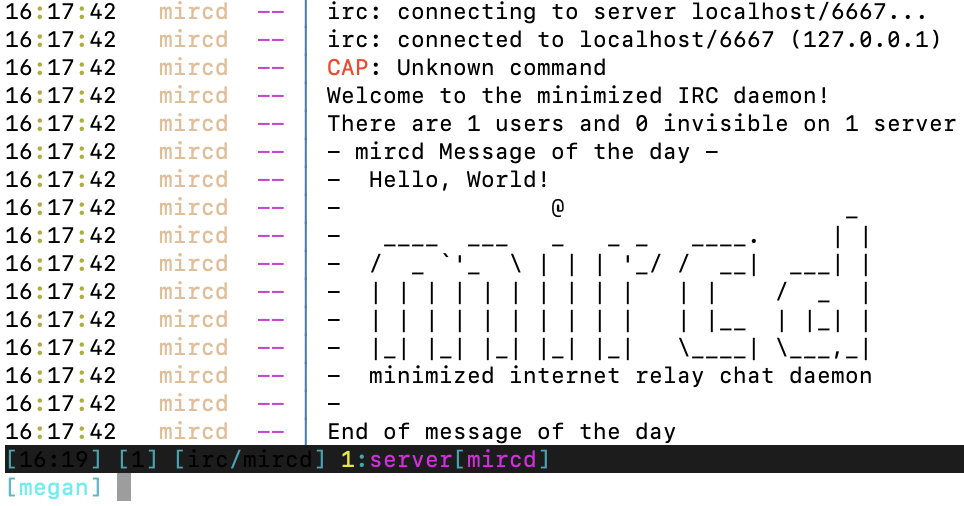 16:17:42 mircd -- | irc: connecting to server localhost/6667...
16:17:42 mircd -- | irc: connected to localhost/6667 (127.0.0.1)
16:17:42 mircd -- | CAP: Unknown command
16:17:42 mircd -- | Welcome to the minimized IRC daemon!
16:17:42 mircd -- | There are 1 users and 0 invisible on 1 server
16:17:42 mircd -- | - mircd Message of the day -
16:17:42 mircd -- | -  Hello, World!
16:17:42 mircd -- | -               @                    _
16:17:42 mircd -- | -   ____  ___   _   _ _   ____.     | |
16:17:42 mircd -- | -  /  _ `'_  \ | | | '_/ /  __|  ___| |
16:17:42 mircd -- | -  | | | | | | | | | |   | |    /  _  |
16:17:42 mircd -- | -  | | | | | | | | | |   | |__  | |_| |
16:17:42 mircd -- | -  |_| |_| |_| |_| |_|   \____| \___,_|
16:17:42 mircd -- | -  minimized internet relay chat daemon
16:17:42 mircd -- | -
16:17:42 mircd -- | End of message of the day
[16:19] [1] [irc/mircd] 1:server[mircd]
[megan]